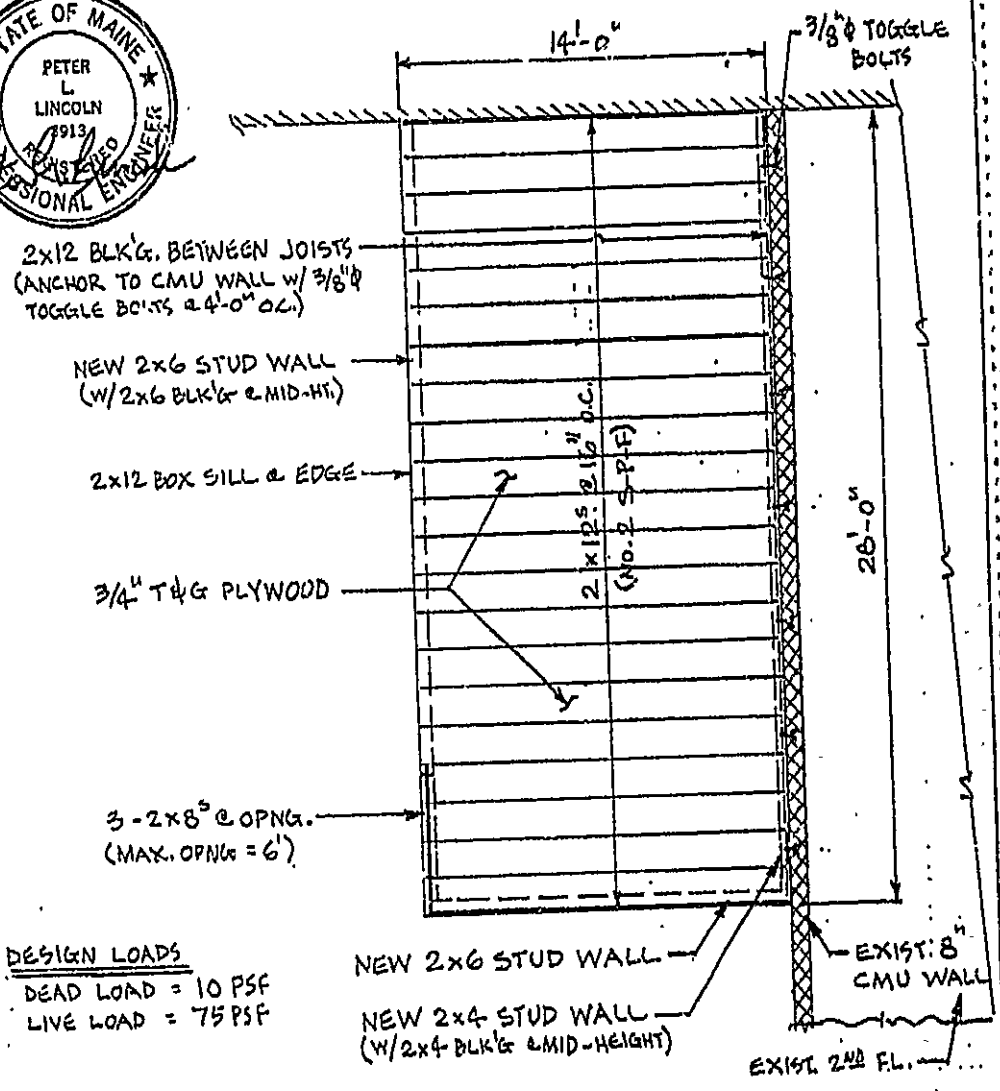 STATE OF MAINE ★
PETER
L.
LINCOLN
3913
REGISTERED
PROFESSIONAL ENGINEER
14'-0"
3/8"ϕ TOGGLE
BOLTS
2x12 BLK'G. BETWEEN JOISTS
(ANCHOR TO CMU WALL W/ 3/8"ϕ
TOGGLE BOLTS @ 4'-0" O.C.)
NEW 2x6 STUD WALL
(W/2x6 BLK'G @ MID-HT.)
2x12 BOX SILL @ EDGE
2x12s @ 16" O.C.
(NO. 2 S-P-F)
28'-0"
3/4" T&G PLYWOOD
3-2x8s @ OPNG.
(MAX. OPNG = 6')
DESIGN LOADS
DEAD LOAD = 10 PSF
LIVE LOAD = 75 PSF
NEW 2x6 STUD WALL
NEW 2x4 STUD WALL
(W/2x4 BLK'G @ MID-HEIGHT)
EXIST. 8"
CMU WALL
EXIST. 2ND FL.